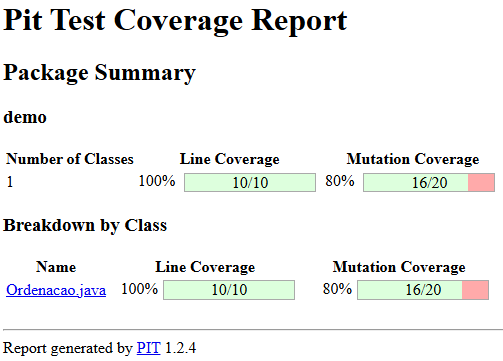 Pit Test Coverage Report
Package Summary
demo
Number of Classes Line Coverage Mutation Coverage
1 100% 10/10 80% 16/20
Breakdown by Class
Name Line Coverage Mutation Coverage
Ordenacao.java 100% 10/10 80% 16/20
Report generated by PIT 1.2.4